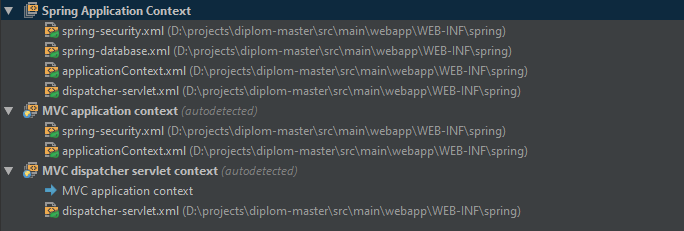 Spring Application Context
spring-security.xml (D:\projects\diplom-master\src\main\webapp\WEB-INF\spring)
spring-database.xml (D:\projects\diplom-master\src\main\webapp\WEB-INF\spring)
applicationContext.xml (D:\projects\diplom-master\src\main\webapp\WEB-INF\spring)
dispatcher-servlet.xml (D:\projects\diplom-master\src\main\webapp\WEB-INF\spring)
MVC application context (autodetected)
spring-security.xml (D:\projects\diplom-master\src\main\webapp\WEB-INF\spring)
applicationContext.xml (D:\projects\diplom-master\src\main\webapp\WEB-INF\spring)
MVC dispatcher servlet context (autodetected)
MVC application context
dispatcher-servlet.xml (D:\projects\diplom-master\src\main\webapp\WEB-INF\spring)